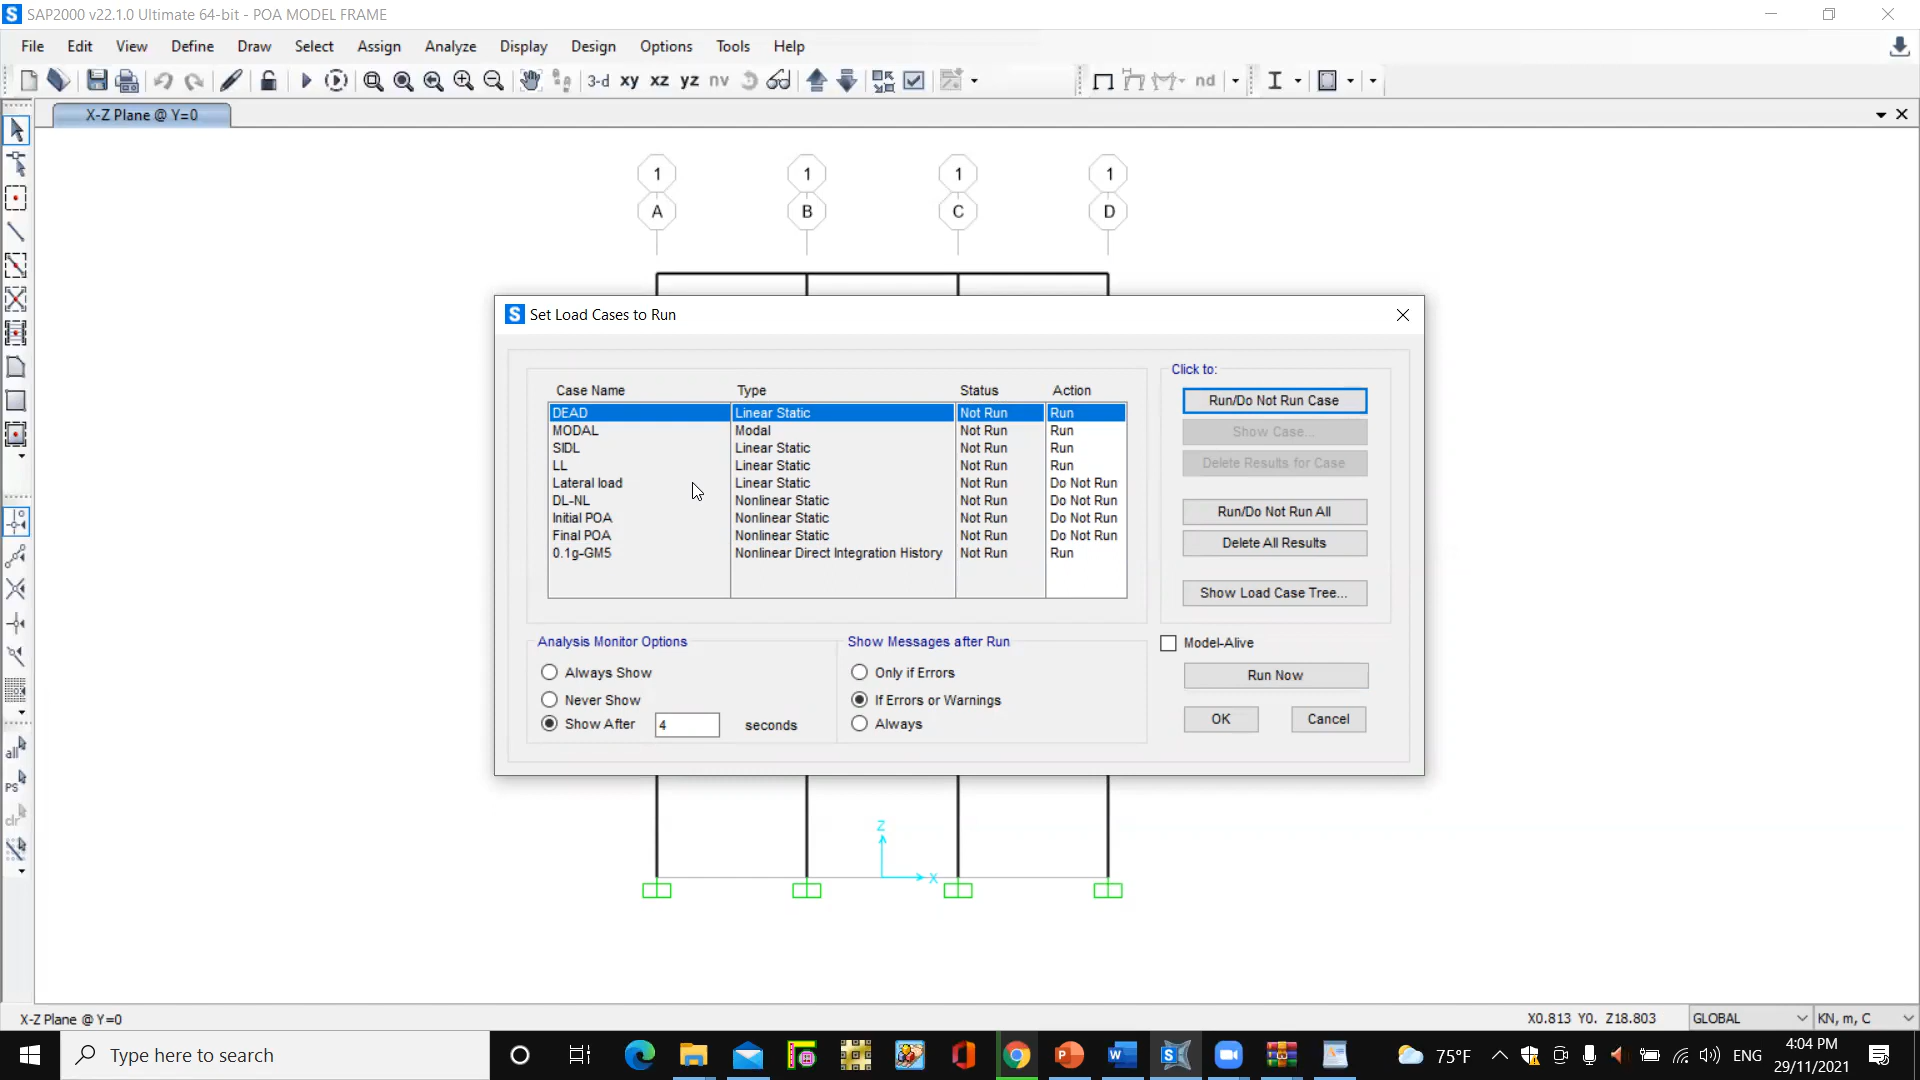 SAP2000 v22.1.0 Ultimate 64-bit - POA MODEL FRAME
File Edit View Define Draw Select Assign Analyze Display Design Options Tools Help
3-d xy xz yz nv nd
X-Z Plane @ Y=0
1 1 1 1
A B C D
Set Load Cases to Run
Click to:
Case Name Type Status Action
Run/Do Not Run Case
DEAD Linear Static Not Run Run
MODAL Modal Not Run Run
Show Case...
SIDL Linear Static Not Run Run
LL Linear Static Not Run Run
Delete Results for Case
Lateral load Linear Static Not Run Do Not Run
DL-NL Nonlinear Static Not Run Do Not Run
Run/Do Not Run All
Initial POA Nonlinear Static Not Run Do Not Run
Final POA Nonlinear Static Not Run Do Not Run
Delete All Results
0.1g-GM5 Nonlinear Direct Integration History Not Run Run
Show Load Case Tree...
Analysis Monitor Options Show Messages after Run Model-Alive
Always Show Only if Errors Run Now
Never Show If Errors or Warnings
Show After 4 seconds Always OK Cancel
all
PS
clr
Z
X
X-Z Plane @ Y=0 X0.813 Y0. Z18.803 GLOBAL KN, m, C
Type here to search 75°F ENG 4:04 PM
29/11/2021